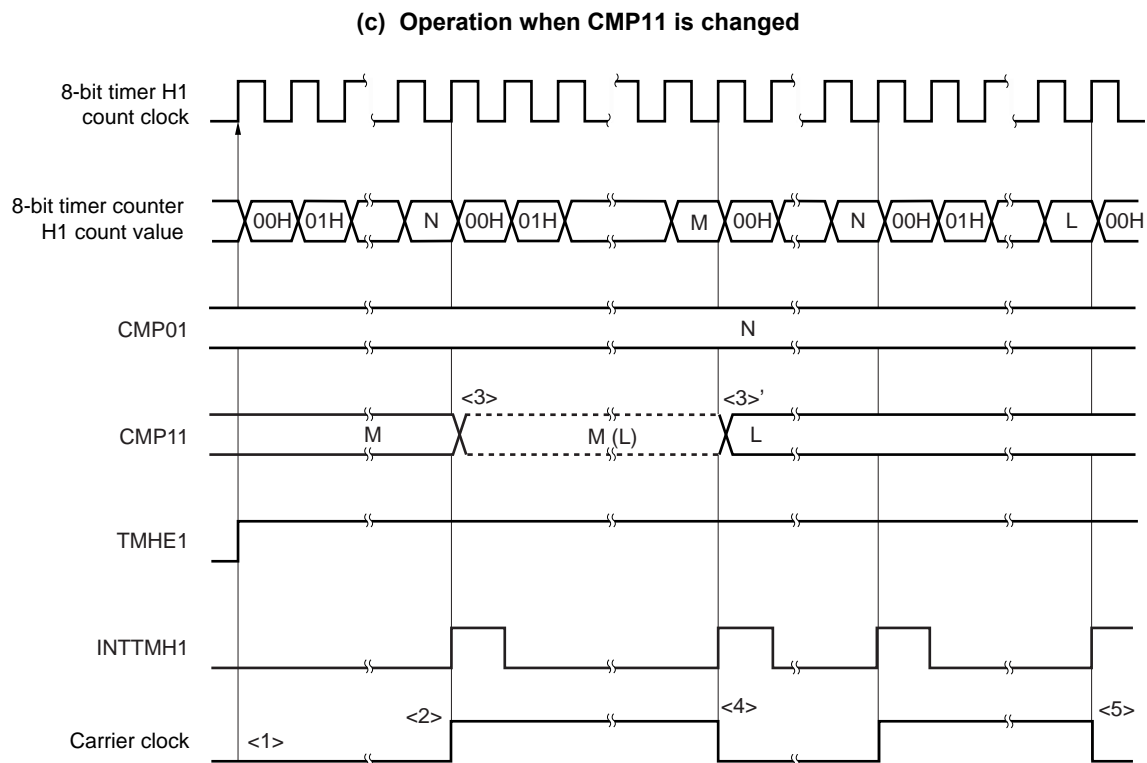 (c) Operation when CMP11 is changed
8-bit timer H1
count clock
8-bit timer counter
H1 count value
00H 01H N 00H 01H M 00H N 00H 01H L 00H
CMP01
N
<3> <3>’
CMP11
M M (L) L
TMHE1
INTTMH1
<2> <4> <5>
Carrier clock
<1>